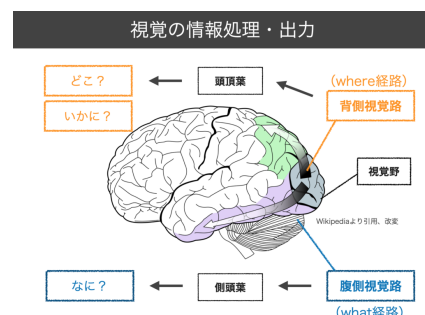 視覚の情報処理・出力
どこ？
頭頂葉
（where経路）
いかに？
背側視覚路
視覚野
Wikipediaより引用、改変
なに？
側頭葉
腹側視覚路
（what経路）